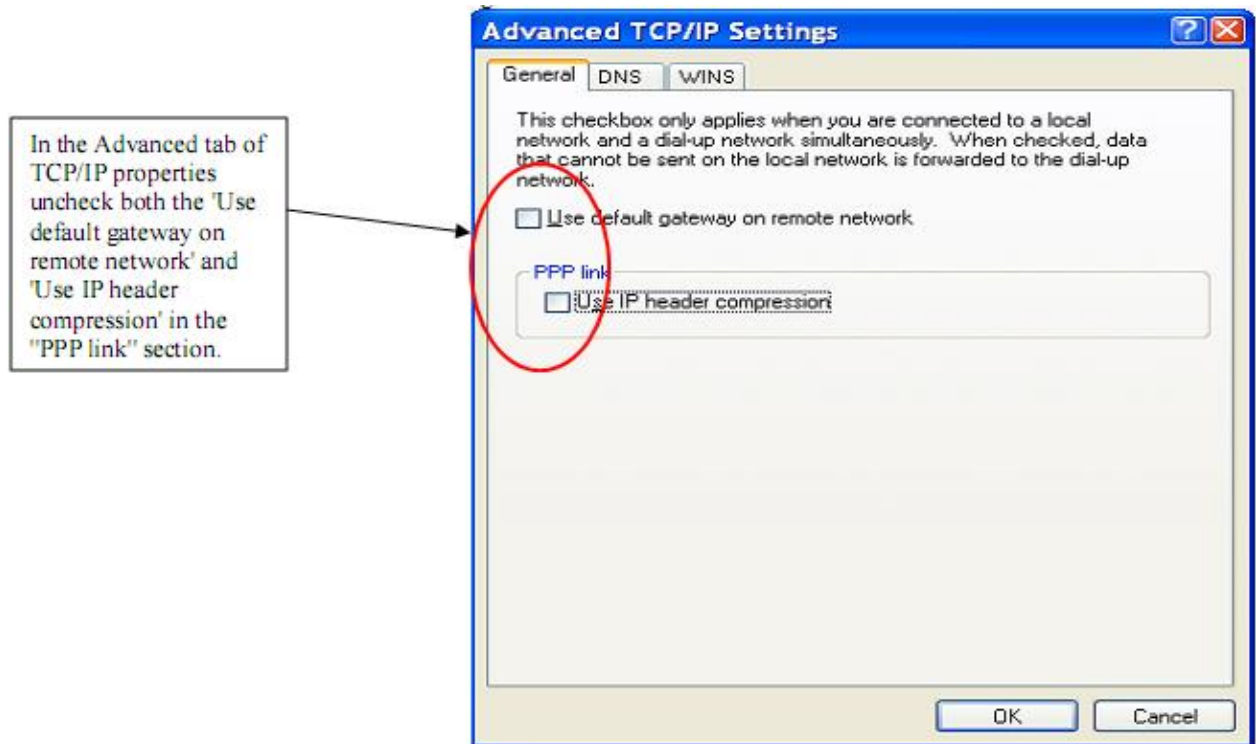 In the Advanced tab of
TCP/IP properties
uncheck both the 'Use
default gateway on
remote network' and
'Use IP header
compression' in the
"PPP link" section.
Advanced TCP/IP Settings
General DNS WINS
This checkbox only applies when you are connected to a local
network and a dial-up network simultaneously. When checked, data
that cannot be sent on the local network is forwarded to the dial-up
network.
Use default gateway on remote network
PPP link
Use IP header compression
OK Cancel